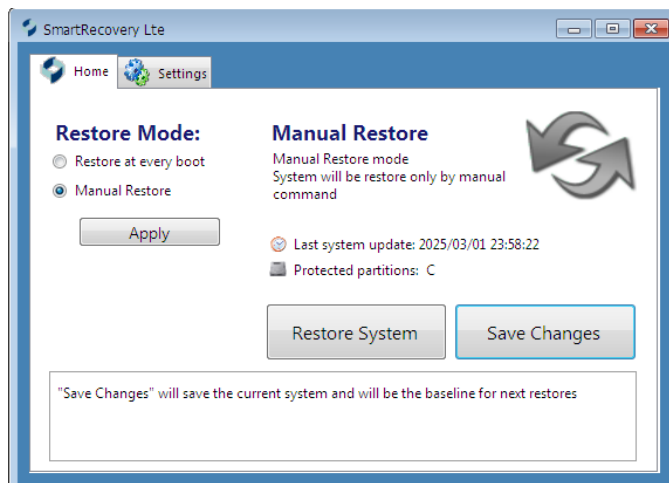 SmartRecovery Lte
Home
Settings
Restore Mode:
Restore at every boot
Manual Restore
Apply
Manual Restore
Manual Restore mode
System will be restore only by manual
command
Last system update: 2025/03/01 23:58:22
Protected partitions: C
Restore System
Save Changes
"Save Changes" will save the current system and will be the baseline for next restores